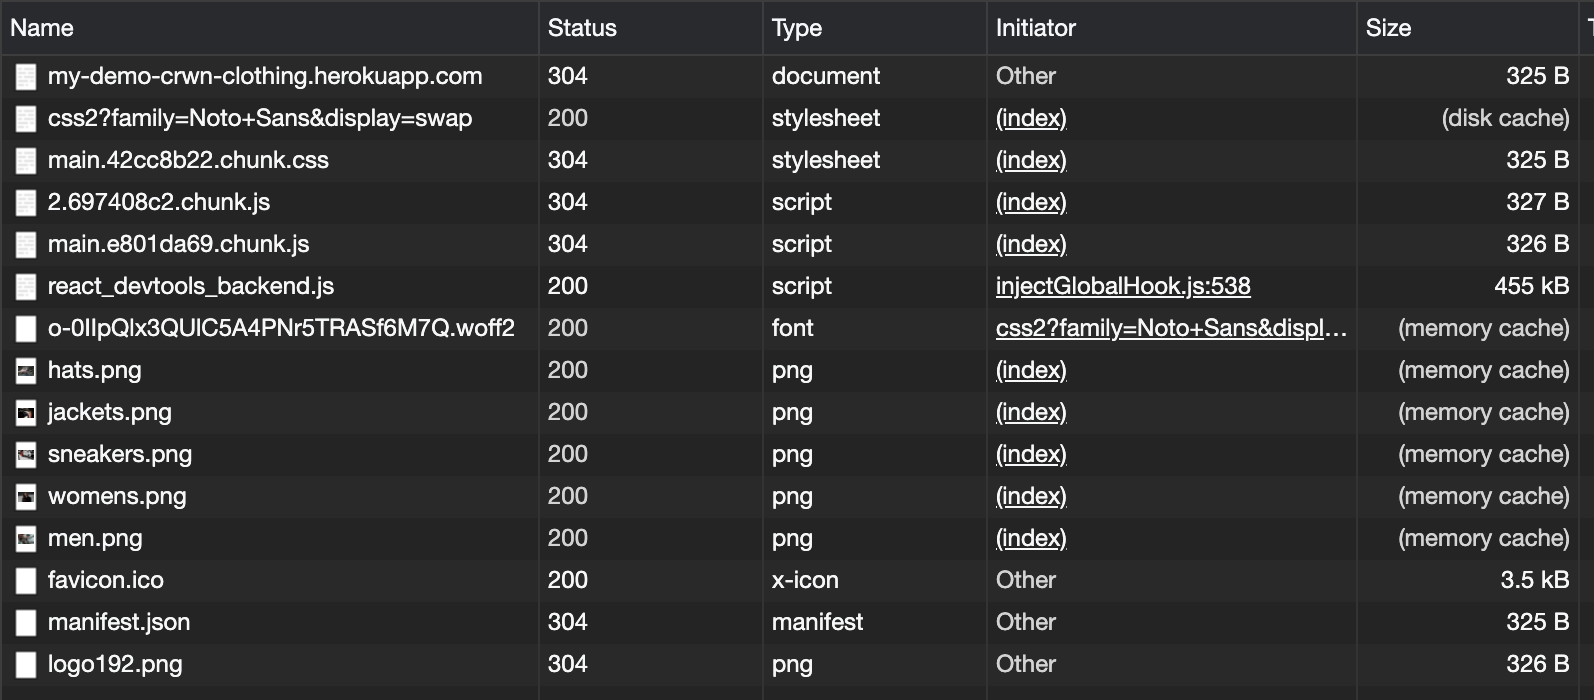 Name Status Type Initiator Size T
my-demo-crwn-clothing.herokuapp.com 304 document Other 325 B
css2?family=Noto+Sans&display=swap 200 stylesheet (index) (disk cache)
main.42cc8b22.chunk.css 304 stylesheet (index) 325 B
2.697408c2.chunk.js 304 script (index) 327 B
main.e801da69.chunk.js 304 script (index) 326 B
react_devtools_backend.js 200 script injectGlobalHook.js:538 455 kB
o-0IIpQlx3QUlC5A4PNr5TRASf6M7Q.woff2 200 font css2?family=Noto+Sans&displ... (memory cache)
hats.png 200 png (index) (memory cache)
jackets.png 200 png (index) (memory cache)
sneakers.png 200 png (index) (memory cache)
womens.png 200 png (index) (memory cache)
men.png 200 png (index) (memory cache)
favicon.ico 200 x-icon Other 3.5 kB
manifest.json 304 manifest Other 325 B
logo192.png 304 png Other 326 B